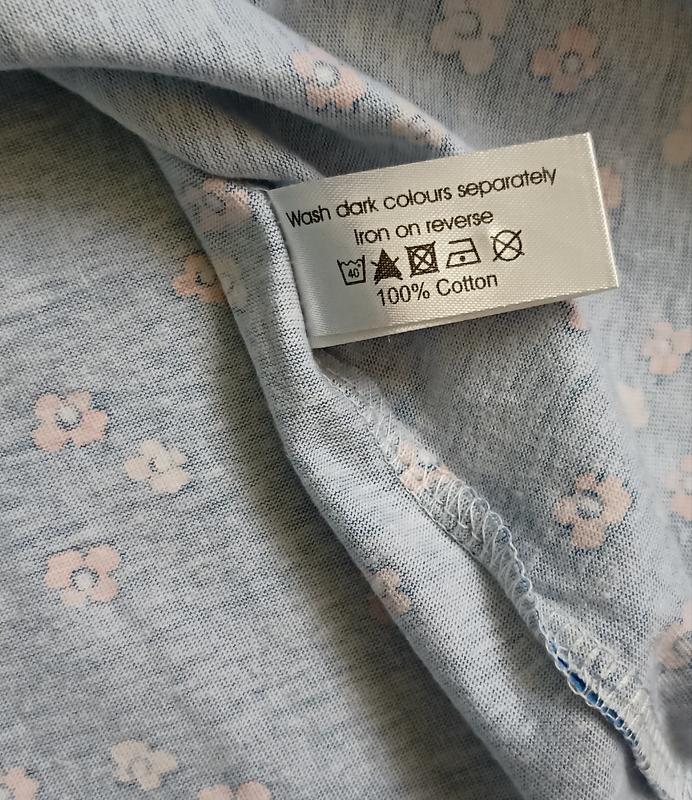 Wash dark colours separately
Iron on reverse
40
100% Cotton